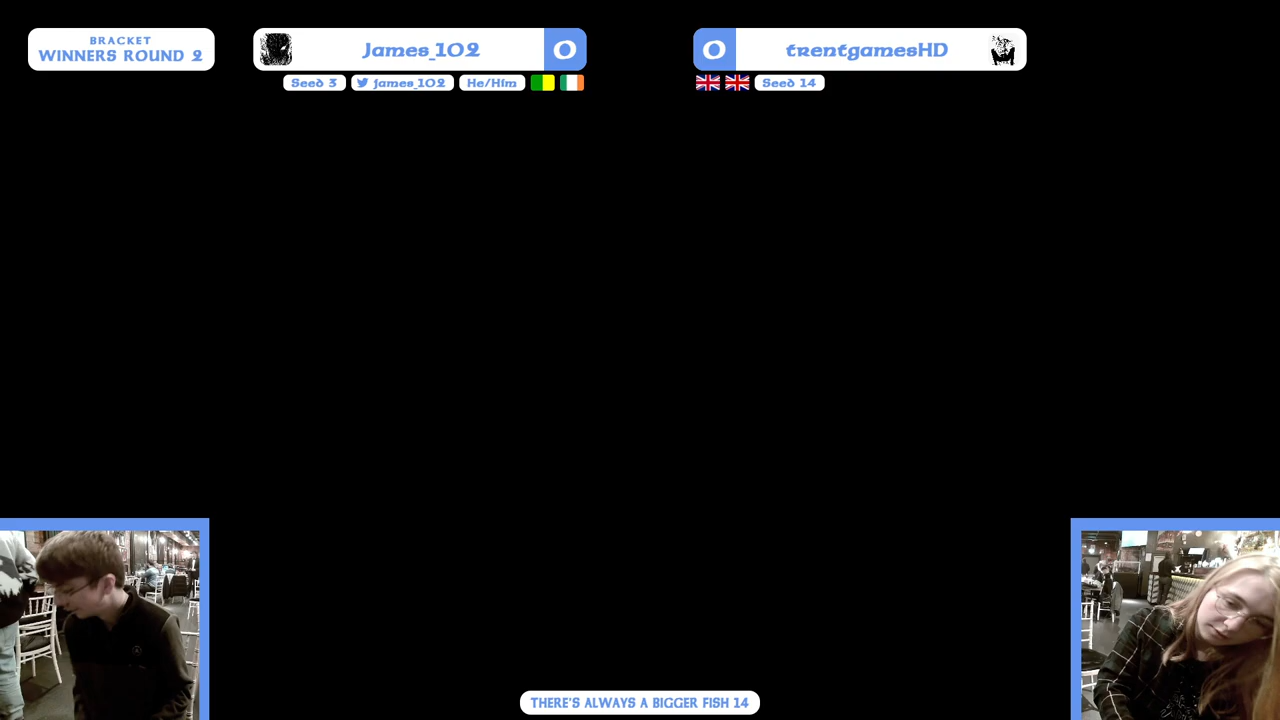 BRACKET
WINNERS ROUND 2
James_102
0
0
trentgamesHD
Seed 3
james_102
He/Him
Seed 14
THERE'S ALWAYS A BIGGER FISH 14